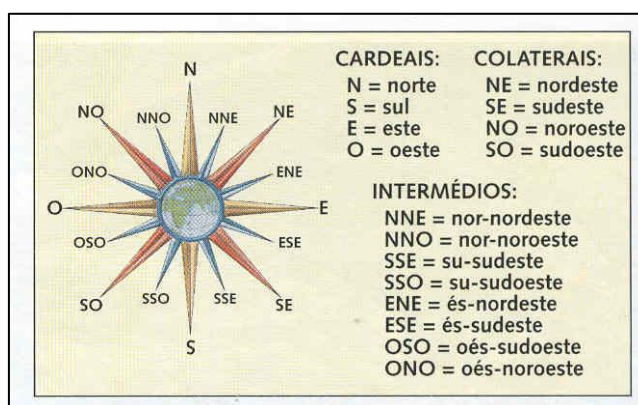 N
NO NNO NNE NE
ONO ENE
O E
OSO ESE
SO SSO SSE SE
S
CARDEAIS:
N = norte
S = sul
E = este
O = oeste
COLATERAIS:
NE = nordeste
SE = sudeste
NO = noroeste
SO = sudoeste
INTERMÉDIOS:
NNE = nor-nordeste
NNO = nor-noroeste
SSE = su-sudeste
SSO = su-sudoeste
ENE = és-nordeste
ESE = és-sudeste
OSO = oés-sudoeste
ONO = oés-noroeste